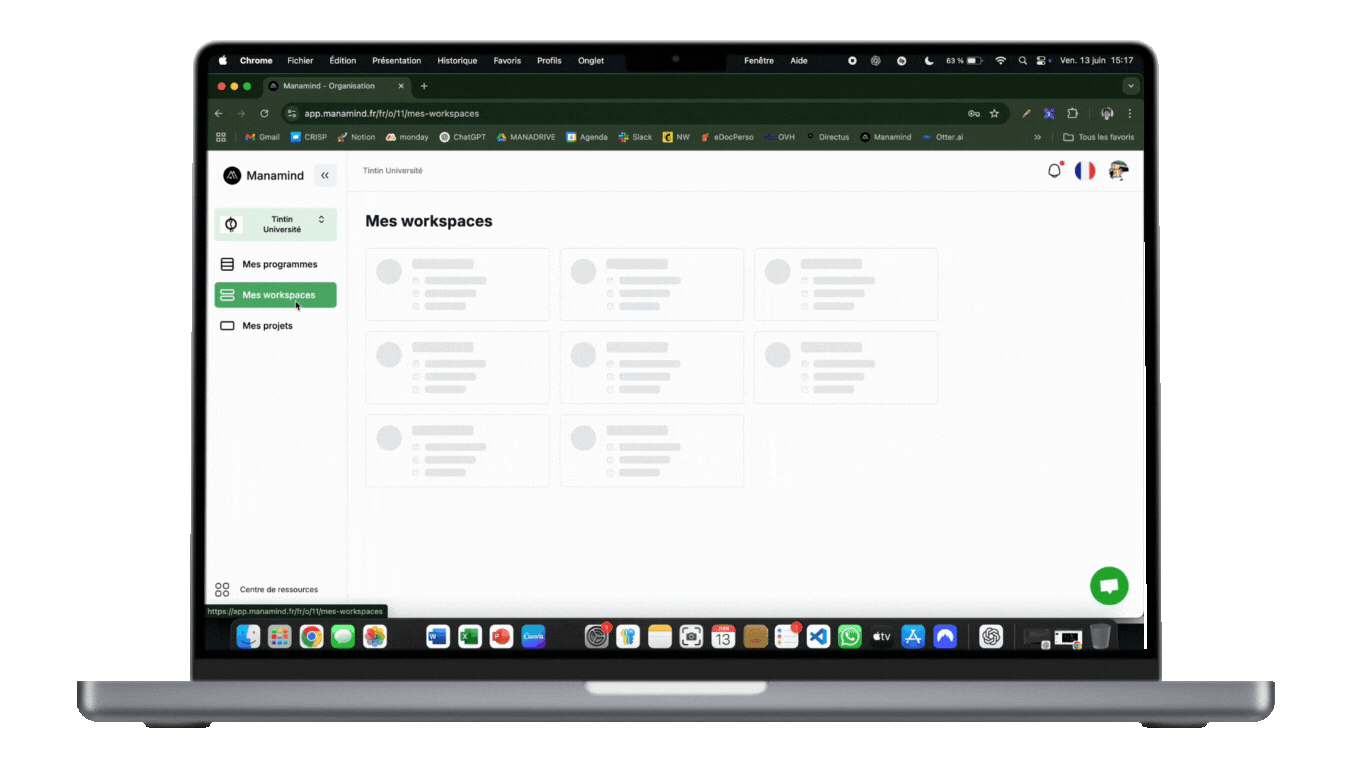 Chrome Fichier Édition Présentation Historique Favoris Profils Onglet Fenêtre Aide 63 % Ven. 13 juin 15:17
Manamind - Organisation
app.manamind.fr/fr/o/11/mes-workspaces
Gmail CRISP Notion monday ChatGPT MANADRIVE Agenda Slack NW eDocPerso OVH Directus Manamind Otter.ai » Tous les favoris
Manamind
Tintin Université
Tintin
Université
Mes programmes
Mes workspaces
Mes projets
Mes workspaces
Centre de ressources
https://app.manamind.fr/fr/o/11/mes-workspaces
Canva
13
tv